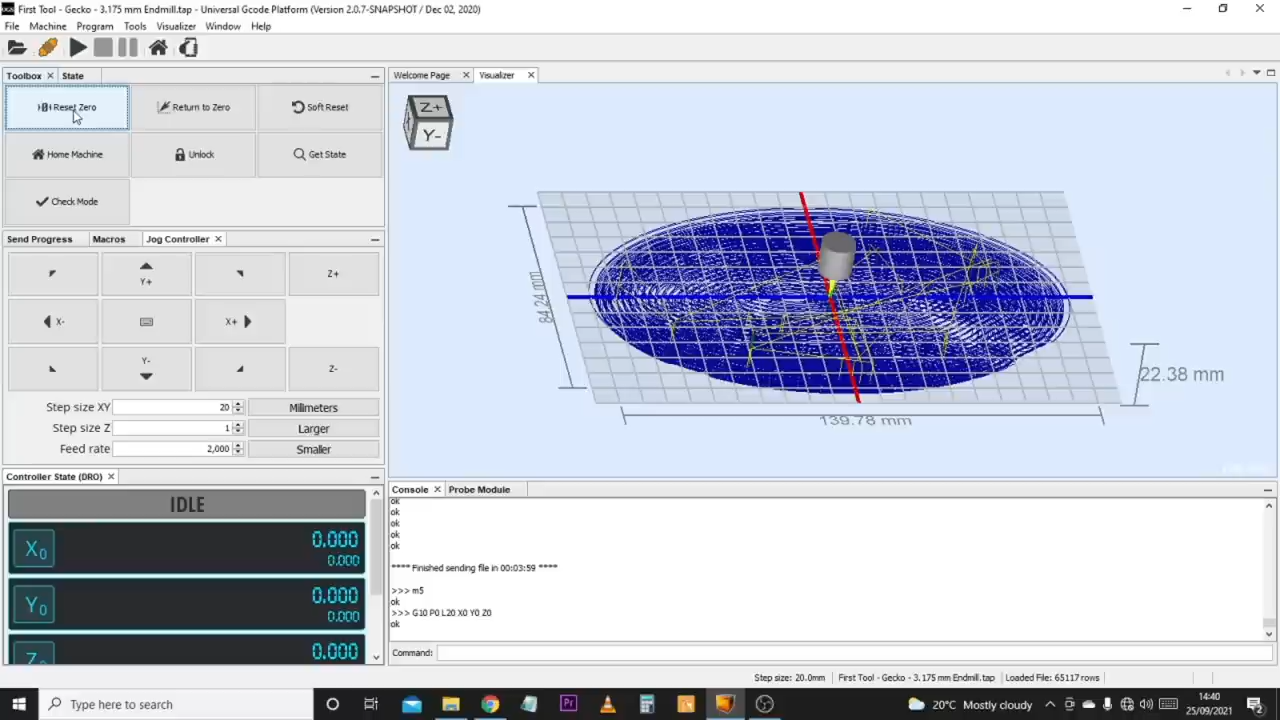 First Tool - Gecko - 3.175 mm Endmill.tap - Universal Gcode Platform (Version 2.0.7-SNAPSHOT / Dec 02, 2020)
File Machine Program Tools Visualizer Window Help
Toolbox State
Reset Zero Return to Zero Soft Reset
Home Machine Unlock Get State
Check Mode
Send Progress Macros Jog Controller
Y+ Z+
X- X+
Y- Z-
Step size XY 20 Milimeters
Step size Z 1 Larger
Feed rate 2,000 Smaller
Controller State (DRO)
IDLE
X0 0.000
0.000
Y0 0.000
0.000
Z0 0.000
Welcome Page Visualizer
Z+
Y-
84.24 mm
22.38 mm
139.78 mm
Console Probe Module
ok
ok
ok
ok
ok
**** Finished sending file in 00:03:59 ****
>>> m5
ok
>>> G10 P0 L20 X0 Y0 Z0
ok
Command:
Step size: 20.0mm First Tool - Gecko - 3.175 mm Endmill.tap Loaded File: 65117 rows
Type here to search
20°C Mostly cloudy
14:40
25/09/2021